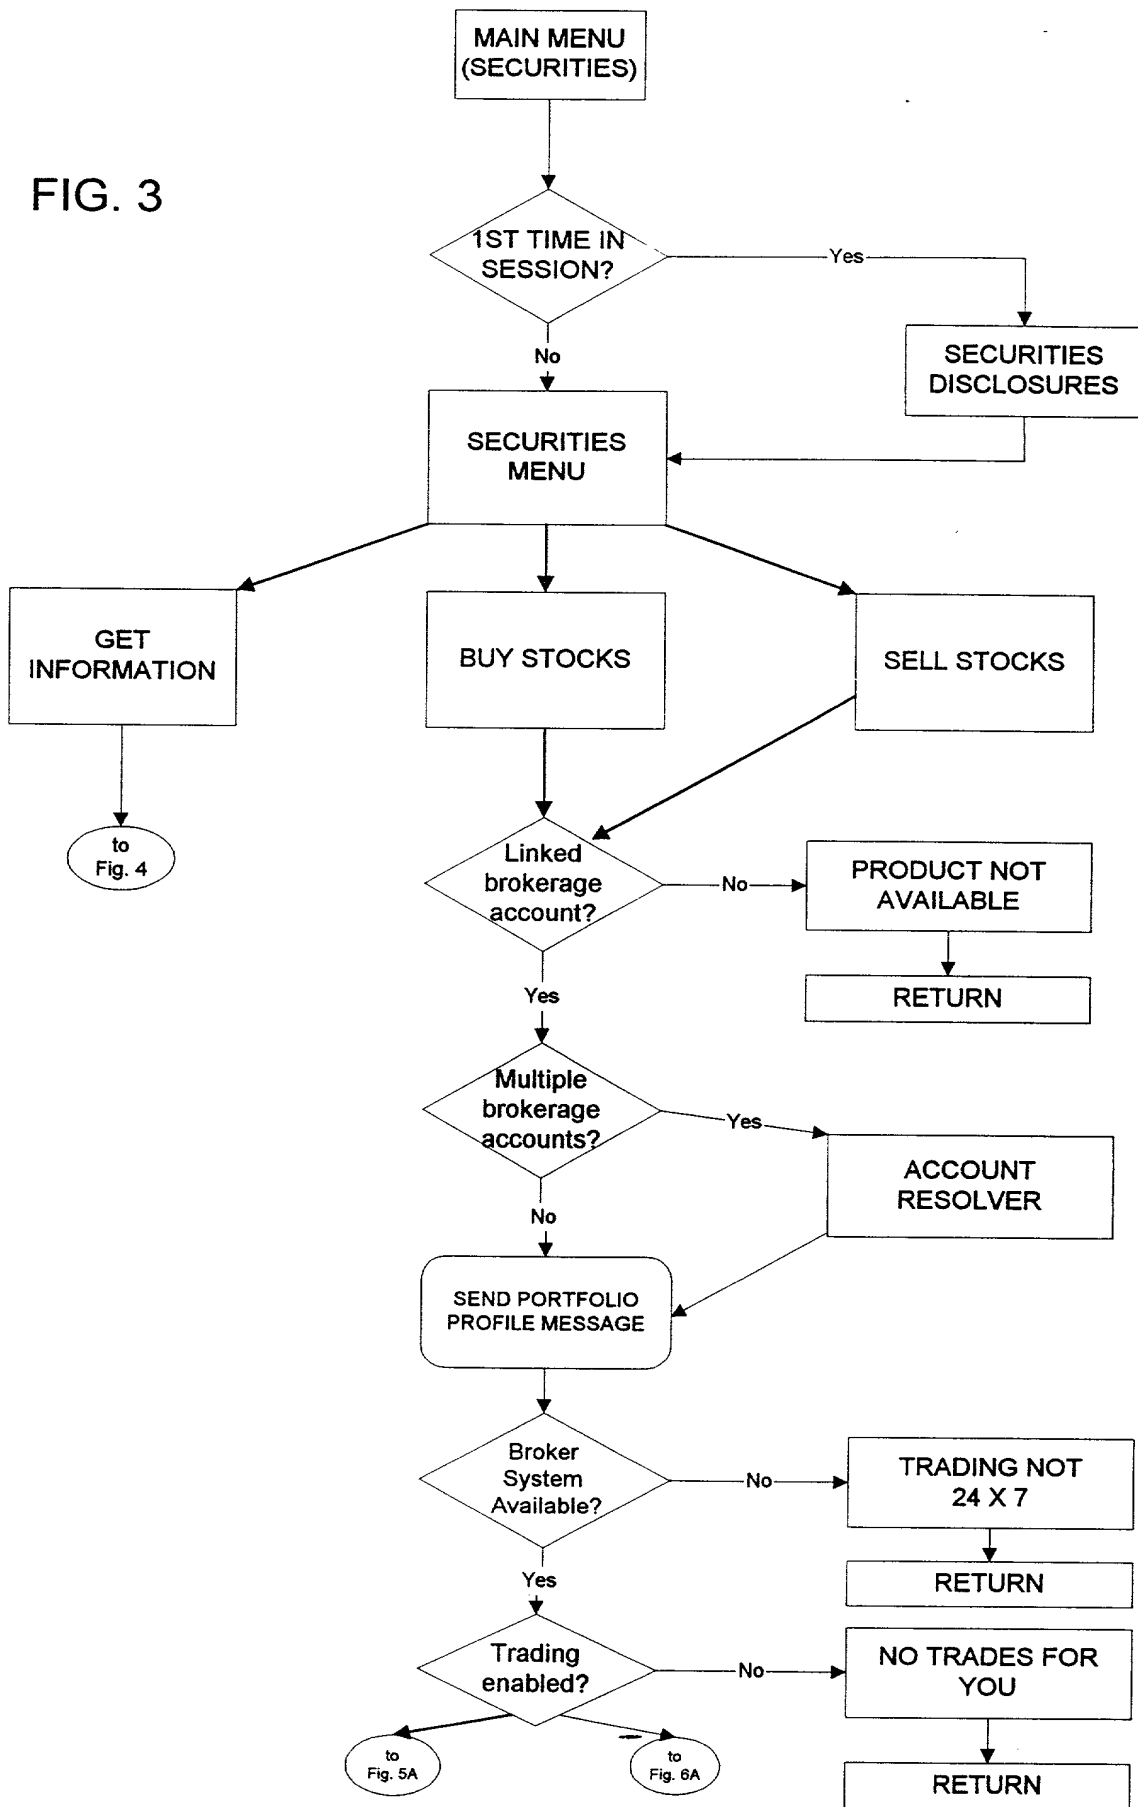 MAIN MENU
(SECURITIES)
FIG. 3
1ST TIME IN
SESSION?
Yes
No
SECURITIES
DISCLOSURES
SECURITIES
MENU
GET
INFORMATION
BUY STOCKS
SELL STOCKS
to
Fig. 4
Linked
brokerage
account?
No
PRODUCT NOT
AVAILABLE
RETURN
Yes
Multiple
brokerage
accounts?
Yes
ACCOUNT
RESOLVER
No
SEND PORTFOLIO
PROFILE MESSAGE
Broker
System
Available?
No
TRADING NOT
24 X 7
RETURN
Yes
Trading
enabled?
No
NO TRADES FOR
YOU
to
Fig. 5A
to
Fig. 6A
RETURN